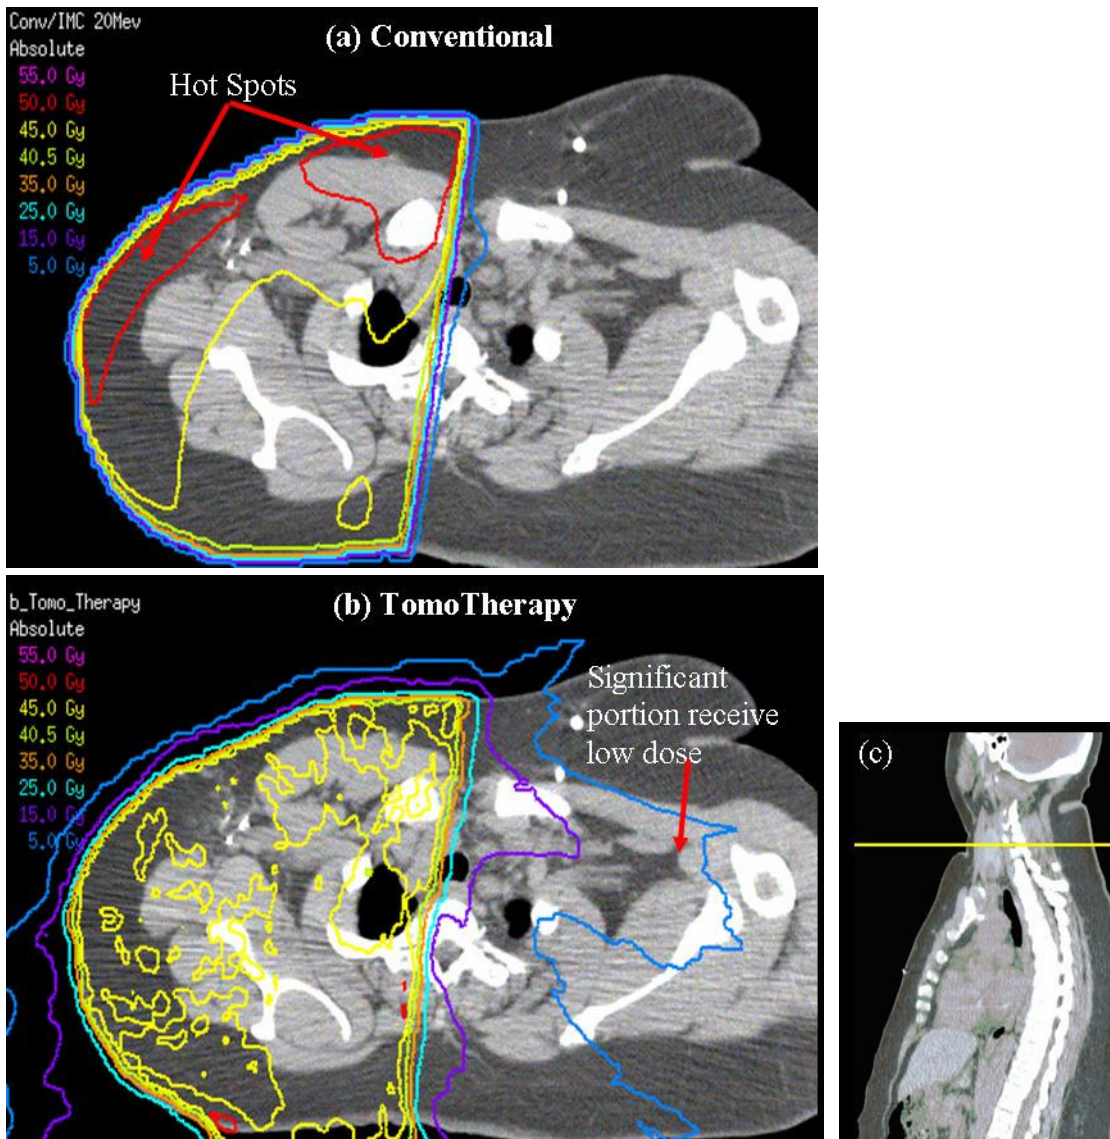 Conv/IMC 20Mev
(a) Conventional
Absolute
55.0 Gy
50.0 Gy
45.0 Gy
40.5 Gy
35.0 Gy
25.0 Gy
15.0 Gy
5.0 Gy
Hot Spots
b_Tomo_Therapy
(b) TomoTherapy
Absolute
55.0 Gy
50.0 Gy
45.0 Gy
40.5 Gy
35.0 Gy
25.0 Gy
15.0 Gy
5.0 Gy
Significant
portion receive
low dose
(c)